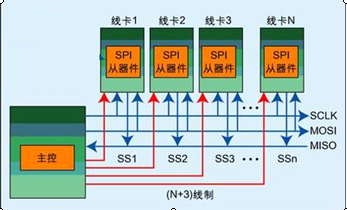 线卡1 线卡2 线卡3 线卡N
SPI SPI SPI SPI
从器件 从器件 从器件 从器件
...
SCLK
MOSI
MISO
主控
SS1 SS2 SS3 ... SSn
(N+3)线制